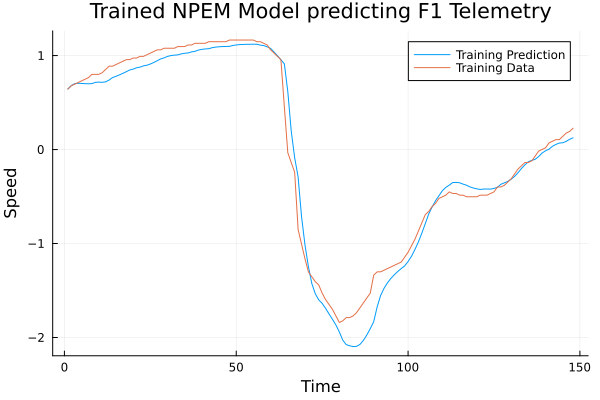 Trained NPEM Model predicting F1 Telemetry
Training Prediction
Training Data
Speed
1
0
−1
−2
0
50
100
150
Time